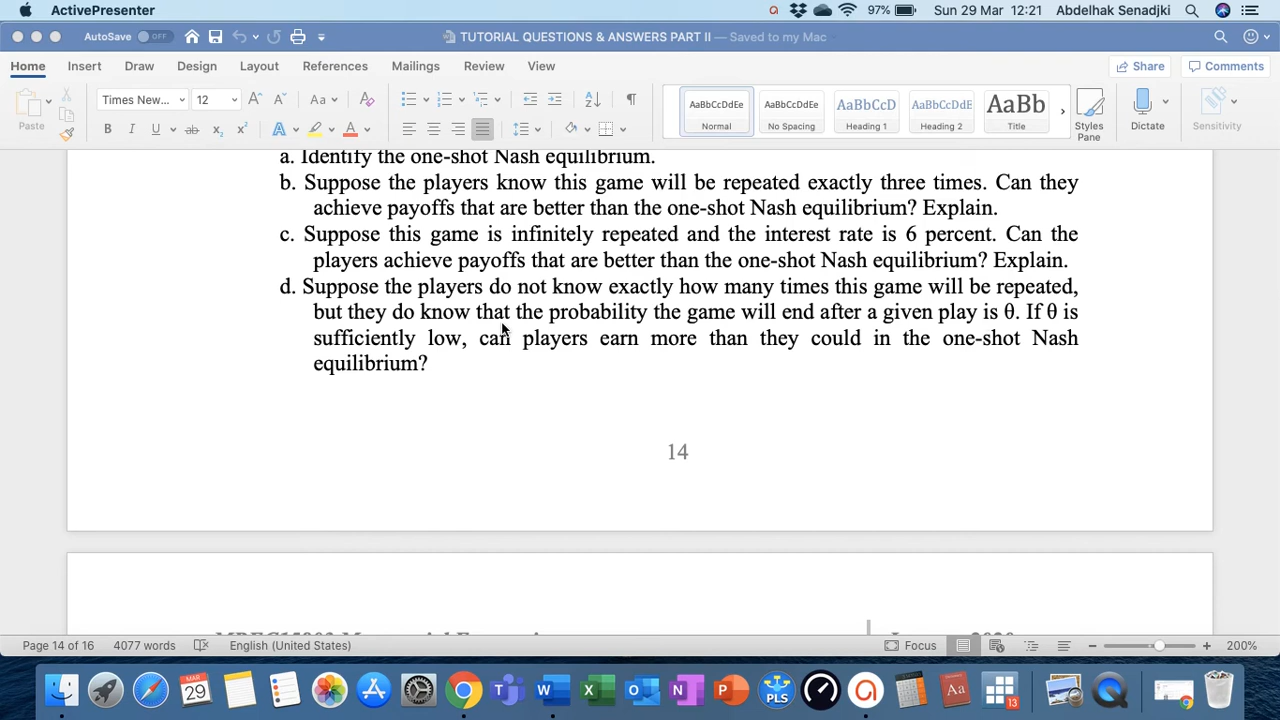 ActivePresenter 97% Sun 29 Mar 12:21 Abdelhak Senadjki
AutoSave OFF TUTORIAL QUESTIONS & ANSWERS PART II — Saved to my Mac
Home Insert Draw Design Layout References Mailings Review View Share Comments
Paste Times New... 12 Aa AaBbCcDdEe Normal AaBbCcDdEe No Spacing AaBbCcD Heading 1 AaBbCcDdE Heading 2 AaBb Title Styles Pane Dictate Sensitivity
B I U ab x₂ x² A A
a. Identify the one-shot Nash equilibrium.
b. Suppose the players know this game will be repeated exactly three times. Can they
achieve payoffs that are better than the one-shot Nash equilibrium? Explain.
c. Suppose this game is infinitely repeated and the interest rate is 6 percent. Can the
players achieve payoffs that are better than the one-shot Nash equilibrium? Explain.
d. Suppose the players do not know exactly how many times this game will be repeated,
but they do know that the probability the game will end after a given play is θ. If θ is
sufficiently low, can players earn more than they could in the one-shot Nash
equilibrium?
14
Page 14 of 16 4077 words English (United States) Focus 200%
MAR 29 13 PLS